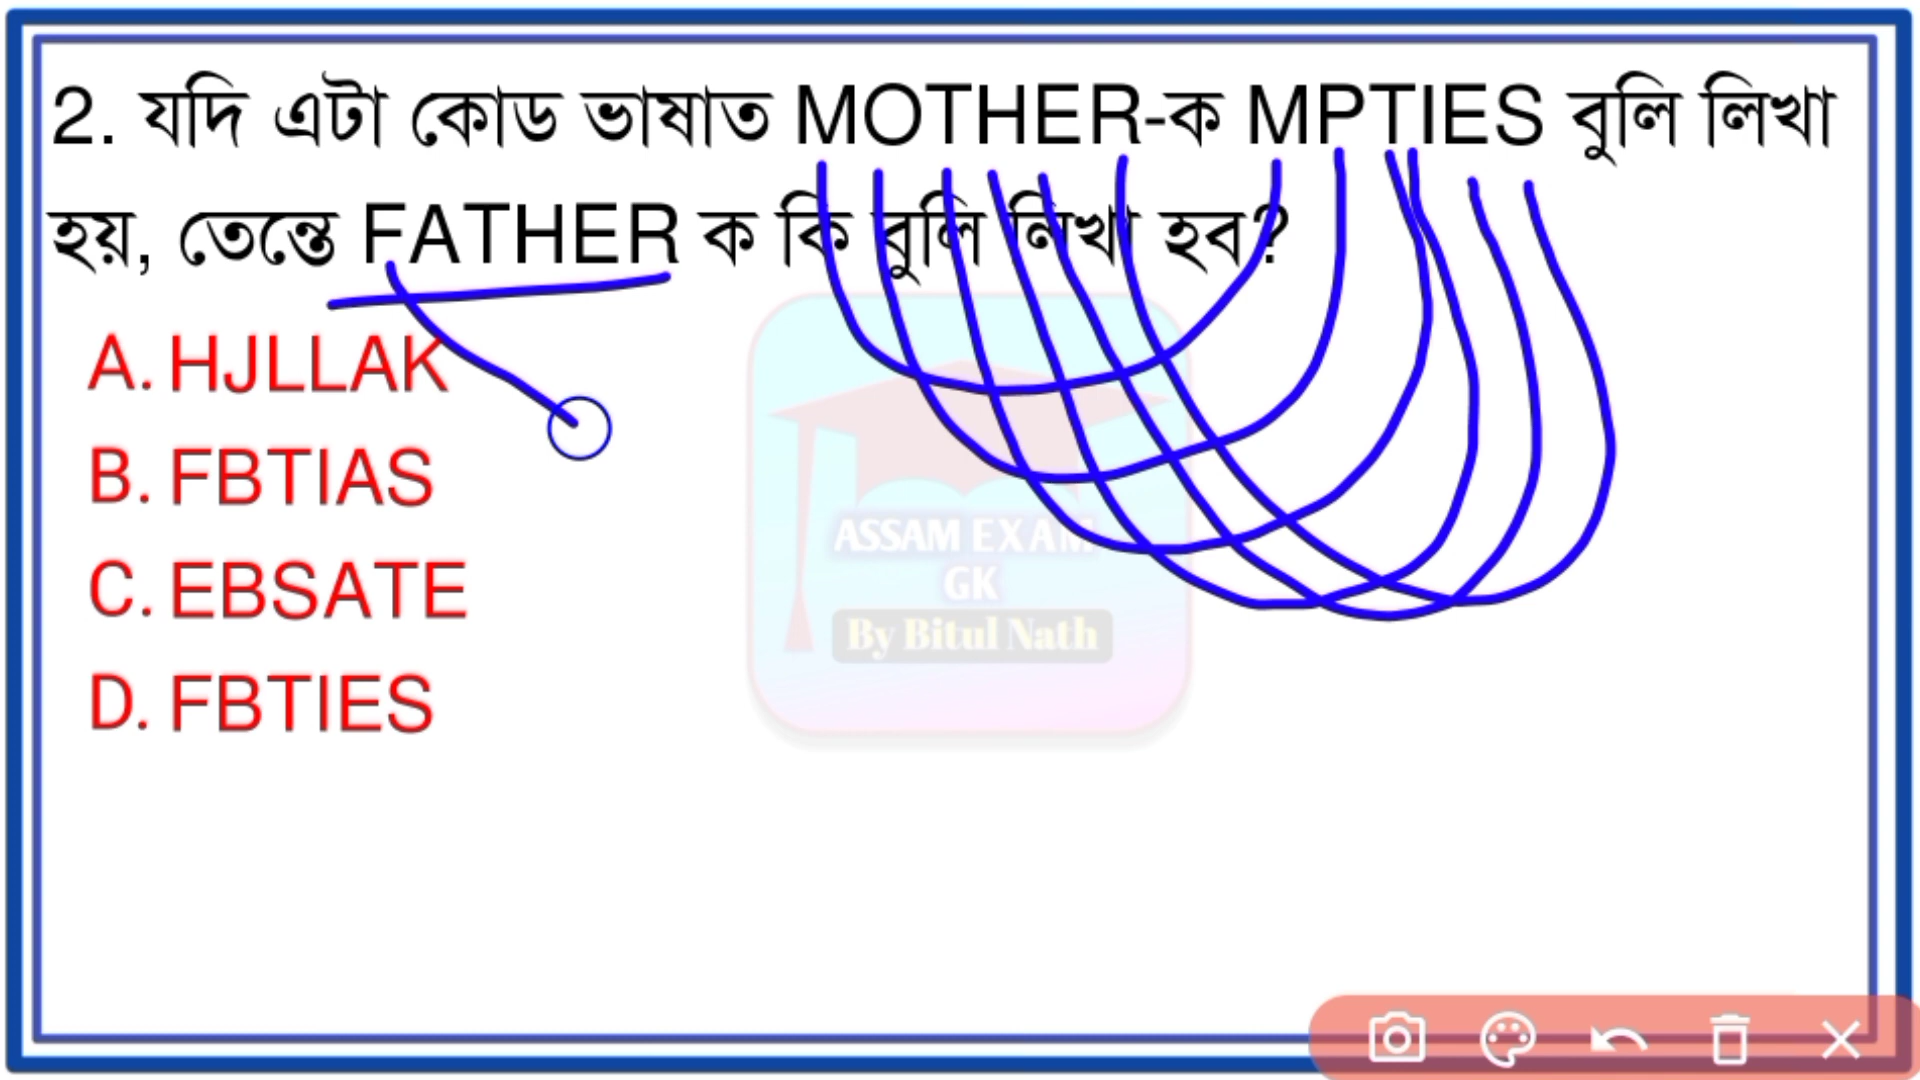 2. যদি এটা কোড ভাষাত MOTHER-ক MPTIES বুলি লিখা
হয়, তেন্তে FATHER ক কি বুলি লিখা হব?
A. HJLLAK
B. FBTIAS
C. EBSATE
D. FBTIES
ASSAM EXAM
GK
By Bitul Nath